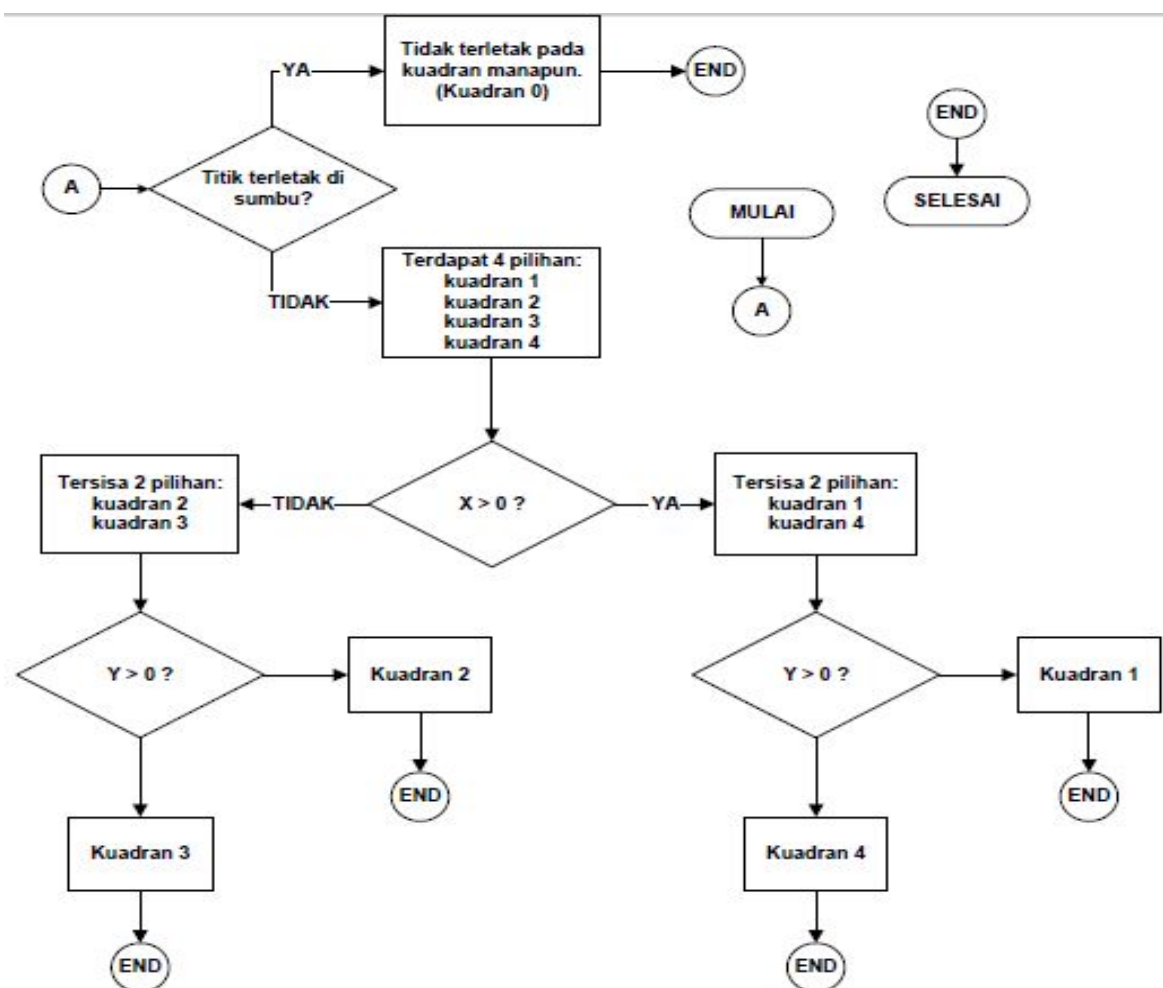 Tidak terletak pada
kuadran manapun.
(Kuadran 0)
YA
END
END
A
Titik terletak di
sumbu?
SELESAI
MULAI
TIDAK
Terdapat 4 pilihan:
kuadran 1
kuadran 2
kuadran 3
kuadran 4
A
Tersisa 2 pilihan:
kuadran 2
kuadran 3
TIDAK
X > 0 ?
YA
Tersisa 2 pilihan:
kuadran 1
kuadran 4
Y > 0 ?
Kuadran 2
Y > 0 ?
Kuadran 1
END
END
Kuadran 3
Kuadran 4
END
END